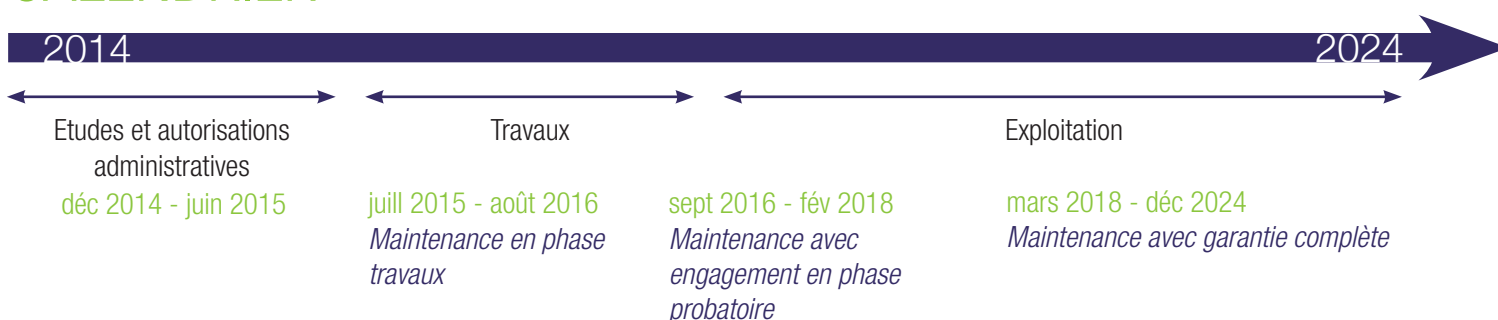 2014
2024
Etudes et autorisations
administratives
déc 2014 - juin 2015
Travaux
juill 2015 - août 2016
Maintenance en phase
travaux
Exploitation
sept 2016 - fév 2018
Maintenance avec
engagement en phase
probatoire
mars 2018 - déc 2024
Maintenance avec garantie complète